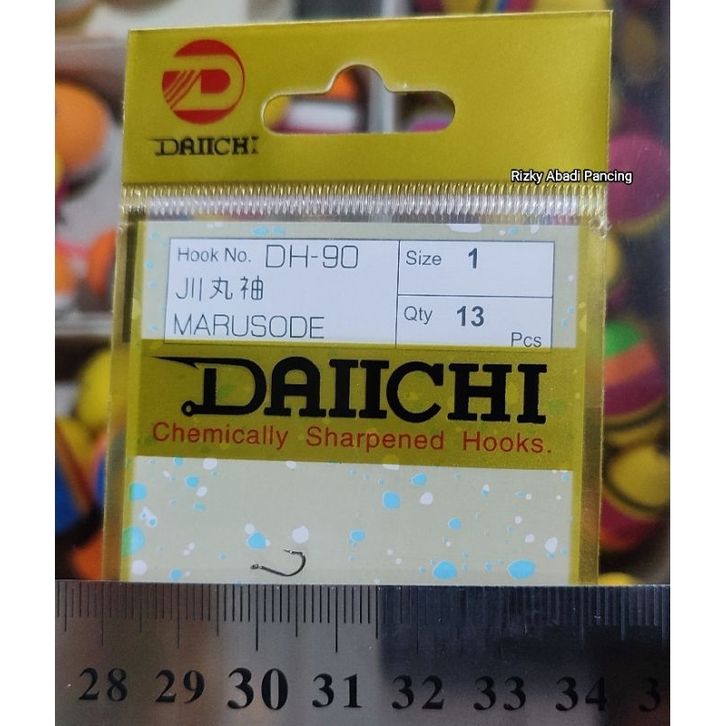 DAIICHI
Rizky Abadi Pancing
Hook No. DH-90
川丸袖
MARUSODE
Size 1
Qty 13 Pcs
DAIICHI
Chemically Sharpened Hooks.
28 29 30 31 32 33 34